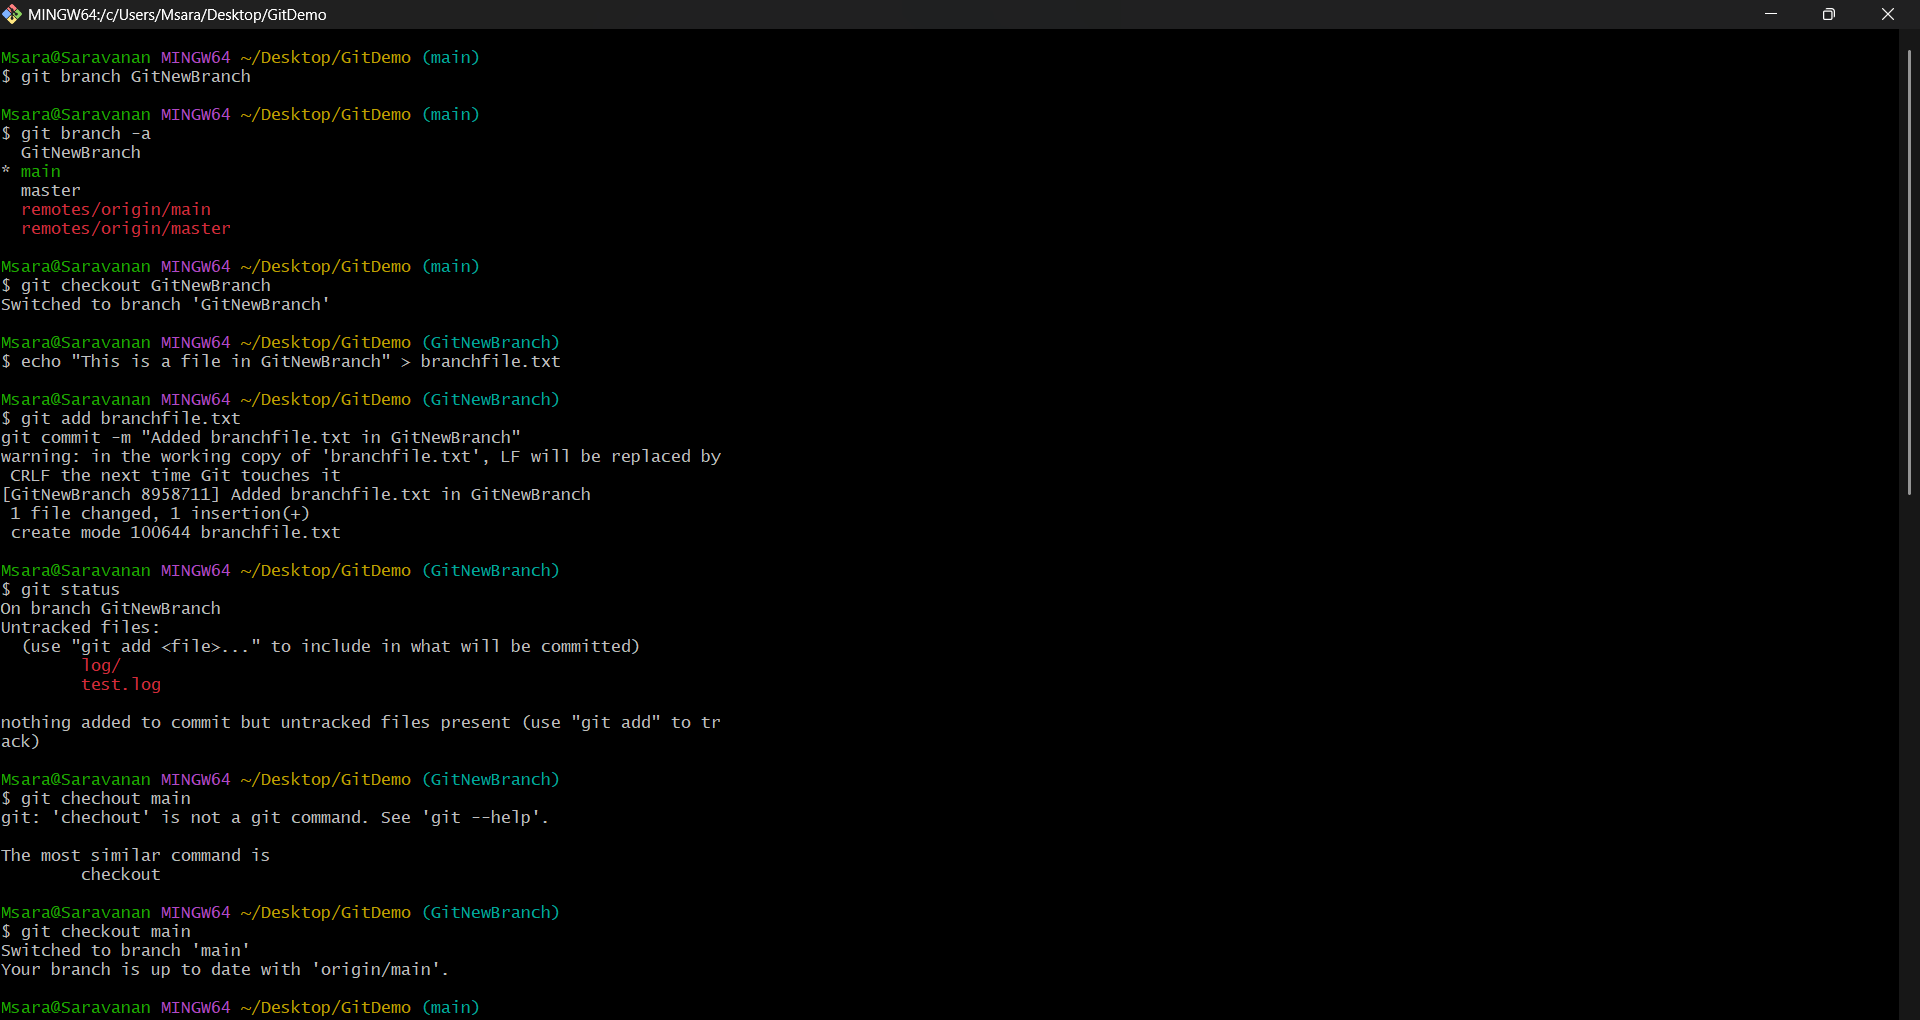 MINGW64:/c/Users/Msara/Desktop/GitDemo
Msara@Saravanan MINGW64 ~/Desktop/GitDemo (main)
$ git branch GitNewBranch
Msara@Saravanan MINGW64 ~/Desktop/GitDemo (main)
$ git branch -a
  GitNewBranch
* main
  master
  remotes/origin/main
  remotes/origin/master
Msara@Saravanan MINGW64 ~/Desktop/GitDemo (main)
$ git checkout GitNewBranch
Switched to branch 'GitNewBranch'
Msara@Saravanan MINGW64 ~/Desktop/GitDemo (GitNewBranch)
$ echo "This is a file in GitNewBranch" > branchfile.txt
Msara@Saravanan MINGW64 ~/Desktop/GitDemo (GitNewBranch)
$ git add branchfile.txt
git commit -m "Added branchfile.txt in GitNewBranch"
warning: in the working copy of 'branchfile.txt', LF will be replaced by
 CRLF the next time Git touches it
[GitNewBranch 8958711] Added branchfile.txt in GitNewBranch
 1 file changed, 1 insertion(+)
 create mode 100644 branchfile.txt
Msara@Saravanan MINGW64 ~/Desktop/GitDemo (GitNewBranch)
$ git status
On branch GitNewBranch
Untracked files:
  (use "git add <file>..." to include in what will be committed)
        log/
        test.log
nothing added to commit but untracked files present (use "git add" to tr
ack)
Msara@Saravanan MINGW64 ~/Desktop/GitDemo (GitNewBranch)
$ git chechout main
git: 'chechout' is not a git command. See 'git --help'.
The most similar command is
        checkout
Msara@Saravanan MINGW64 ~/Desktop/GitDemo (GitNewBranch)
$ git checkout main
Switched to branch 'main'
Your branch is up to date with 'origin/main'.
Msara@Saravanan MINGW64 ~/Desktop/GitDemo (main)